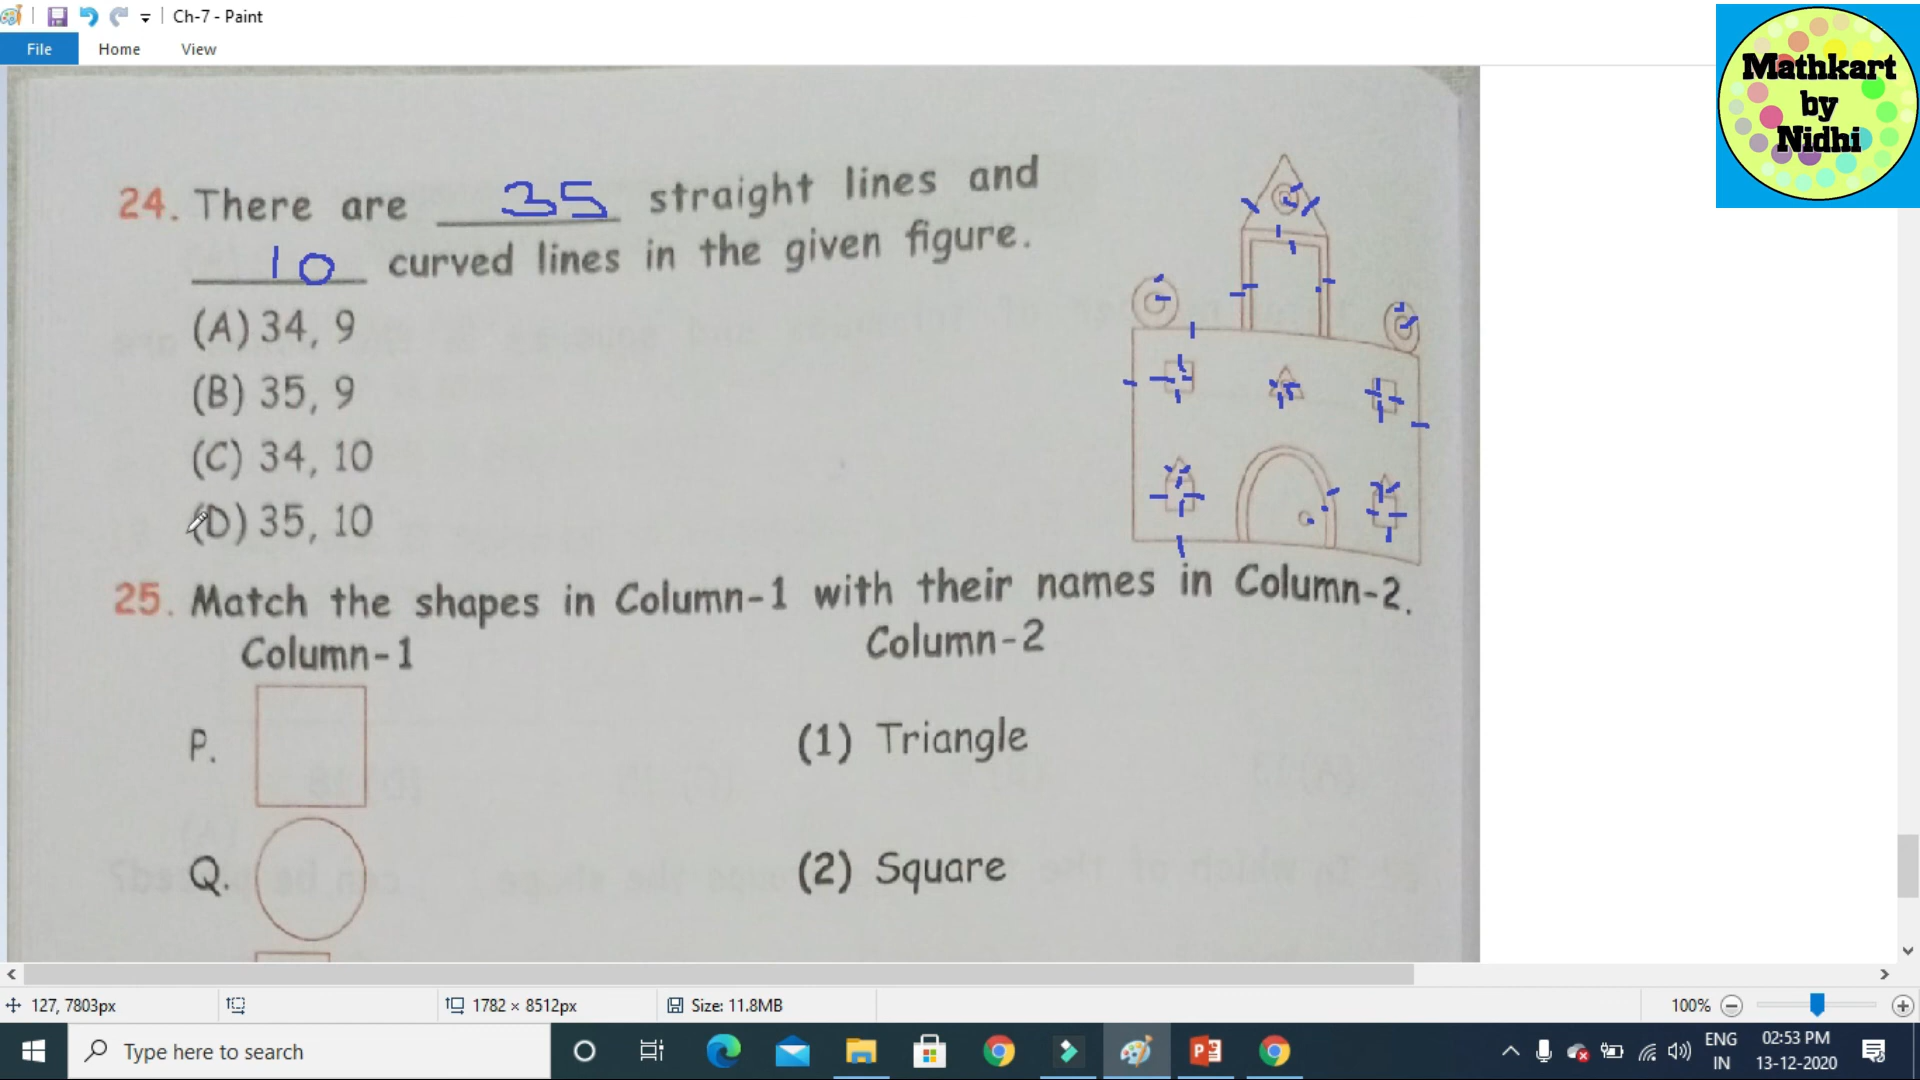 Ch-7 - Paint
File Home View
Mathkart
by
Nidhi
24. There are 35 straight lines and
10 curved lines in the given figure.
(A) 34, 9
(B) 35, 9
(C) 34, 10
(D) 35, 10
25. Match the shapes in Column-1 with their names in Column-2.
Column-1 Column-2
P. (1) Triangle
Q. (2) Square
127, 7803px 1782 × 8512px Size: 11.8MB 100%
Type here to search
ENG 02:53 PM
IN 13-12-2020